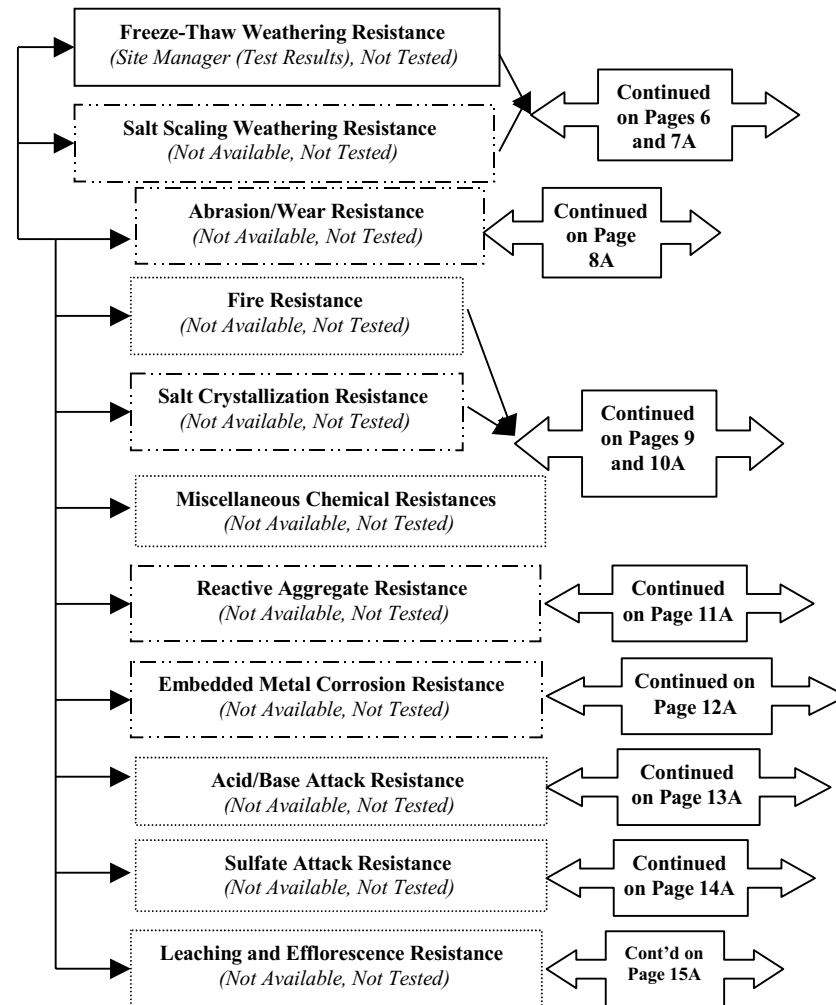 Freeze-Thaw Weathering Resistance
(Site Manager (Test Results), Not Tested)
Continued
on Pages 6
and 7A
Salt Scaling Weathering Resistance
(Not Available, Not Tested)
Abrasion/Wear Resistance
(Not Available, Not Tested)
Continued
on Page
8A
Fire Resistance
(Not Available, Not Tested)
Salt Crystallization Resistance
(Not Available, Not Tested)
Continued
on Pages 9
and 10A
Miscellaneous Chemical Resistances
(Not Available, Not Tested)
Reactive Aggregate Resistance
(Not Available, Not Tested)
Continued
on Page 11A
Embedded Metal Corrosion Resistance
(Not Available, Not Tested)
Continued on
Page 12A
Acid/Base Attack Resistance
(Not Available, Not Tested)
Continued
on Page 13A
Sulfate Attack Resistance
(Not Available, Not Tested)
Continued
on Page 14A
Leaching and Efflorescence Resistance
(Not Available, Not Tested)
Cont’d on
Page 15A